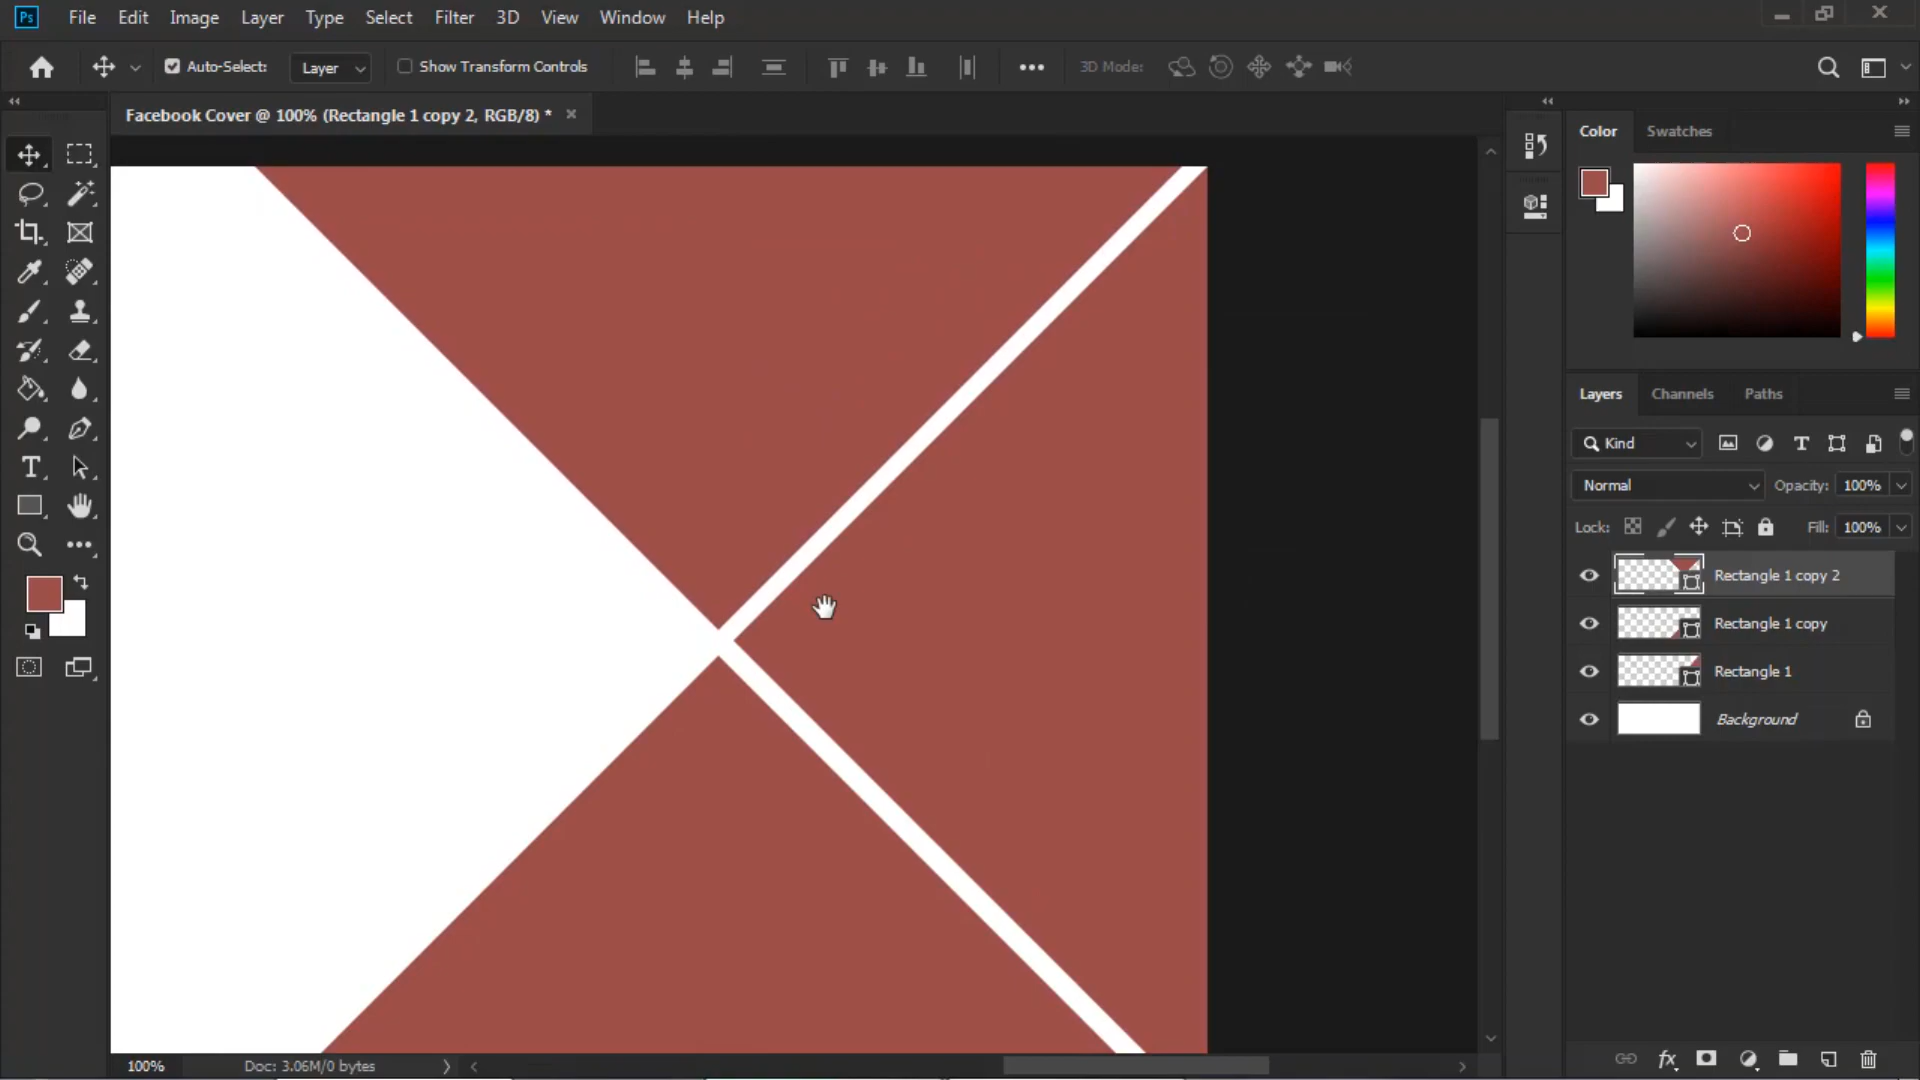 Ps File Edit Image Layer Type Select Filter 3D View Window Help
Auto-Select: Layer Show Transform Controls 3D Mode:
Facebook Cover @ 100% (Rectangle 1 copy 2, RGB/8) *
Color Swatches
Layers Channels Paths
Kind
Normal Opacity: 100%
Lock: Fill: 100%
Rectangle 1 copy 2
Rectangle 1 copy
Rectangle 1
Background
100% Doc: 3.06M/0 bytes